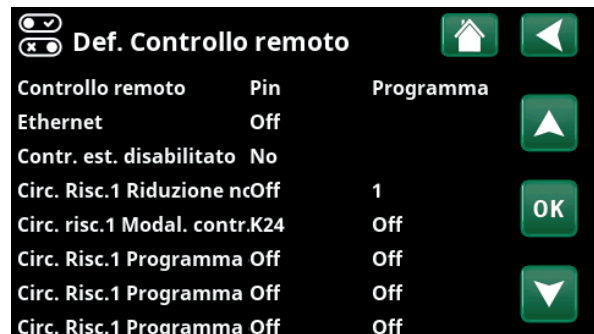 Def. Controllo remoto
Controllo remoto Pin Programma
Ethernet Off
Contr. est. disabilitato No
Circ. Risc.1 Riduzione no Off 1
OK
Circ. risc.1 Modal. contr. K24 Off
Circ. Risc.1 Programma Off Off
Circ. Risc.1 Programma Off Off
Circ. Risc.1 Programma Off Off